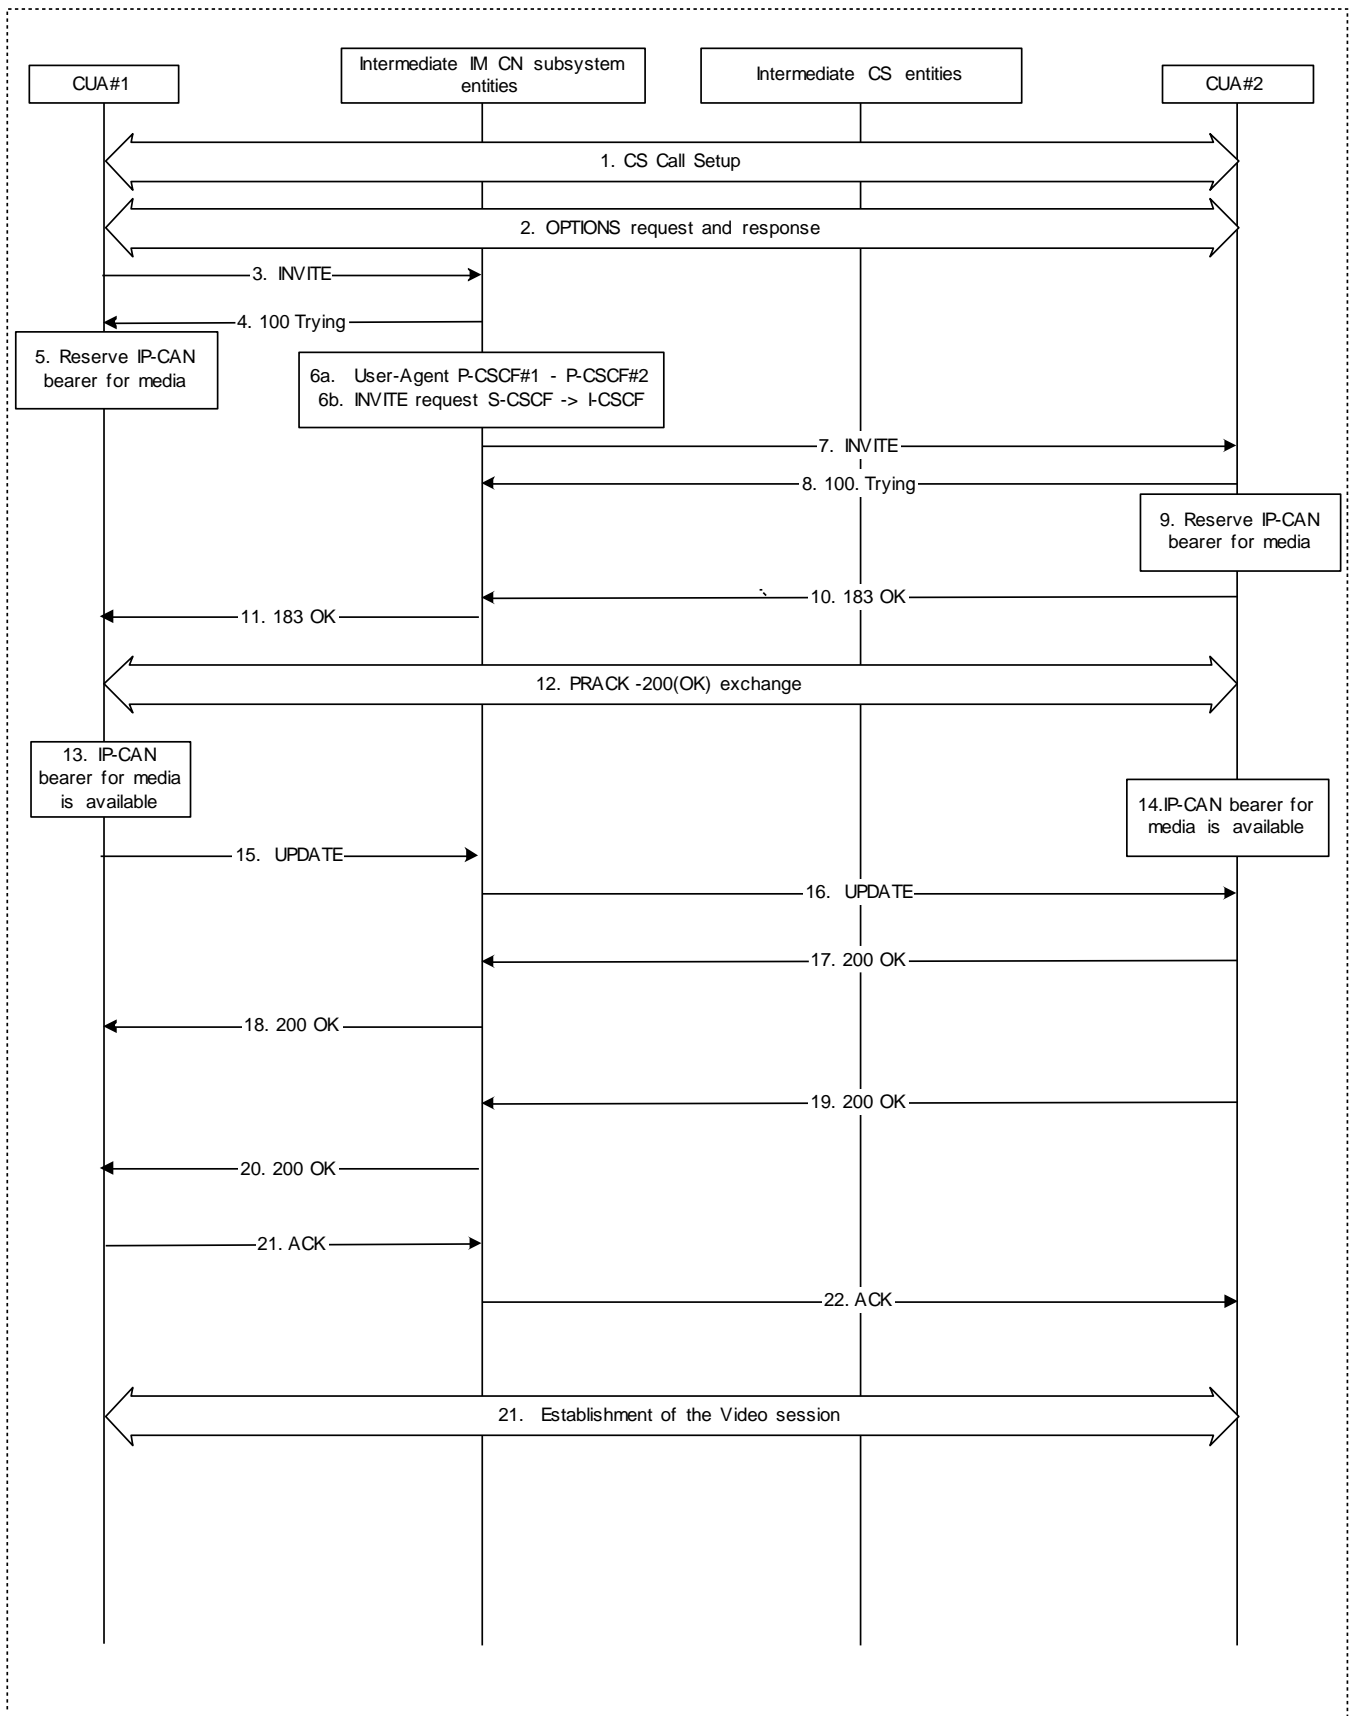 CUA#1
Intermediate IM CN subsystem
entities
Intermediate CS entities
CUA#2
1. CS Call Setup
2. OPTIONS request and response
3. INVITE
4. 100 Trying
5. Reserve IP-CAN
bearer for media
6a. User-Agent P-CSCF#1 - P-CSCF#2
6b. INVITE request S-CSCF -> I-CSCF
7. INVITE
8. 100. Trying
9. Reserve IP-CAN
bearer for media
10. 183 OK
11. 183 OK
12. PRACK -200(OK) exchange
13. IP-CAN
bearer for media
is available
14.IP-CAN bearer for
media is available
15. UPDATE
16. UPDATE
17. 200 OK
18. 200 OK
19. 200 OK
20. 200 OK
21. ACK
22. ACK
21. Establishment of the Video session